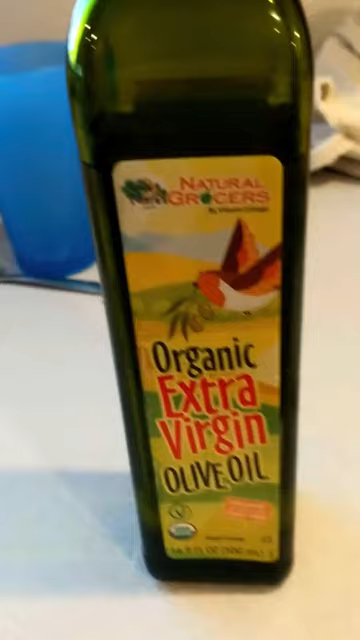 NATURAL
GROCERS
Organic
Extra
Virgin
OLIVE OIL